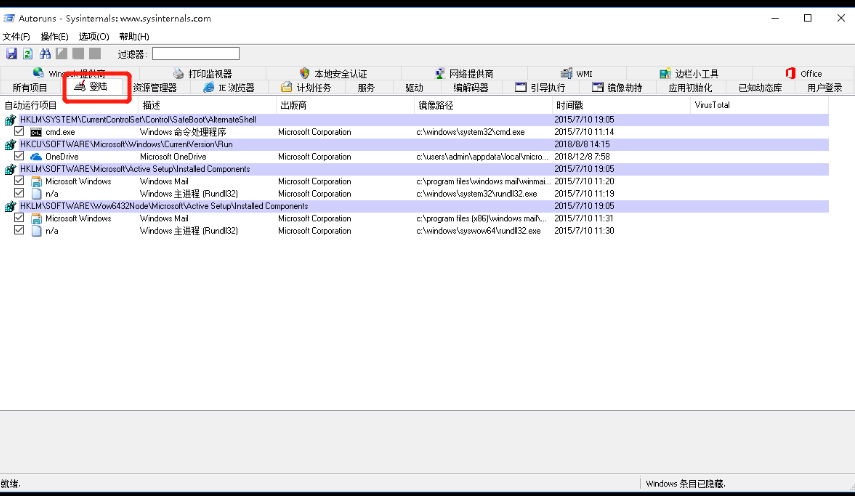 Autoruns - Sysinternals: www.sysinternals.com
文件(F) 操作(E) 选项(O) 帮助(H)
过滤器:
Winsock 提供商 打印监视器 本地安全认证 网络提供商 WMI 边栏小工具 Office
所有项目 登陆 资源管理器 IE 浏览器 计划任务 服务 驱动 编解码器 引导执行 镜像劫持 应用初始化 已知动态库 用户登录
自动运行项目 描述 出版商 镜像路径 时间戳 VirusTotal
HKLM\SYSTEM\CurrentControlSet\Control\SafeBoot\AlternateShell 2015/7/10 19:05
cmd.exe Windows 命令处理程序 Microsoft Corporation c:\windows\system32\cmd.exe 2015/7/10 11:14
HKCU\SOFTWARE\Microsoft\Windows\CurrentVersion\Run 2018/8/8 14:15
OneDrive Microsoft OneDrive Microsoft Corporation c:\users\admin\appdata\local\micro... 2018/12/8 7:58
HKLM\SOFTWARE\Microsoft\Active Setup\Installed Components 2015/7/10 19:05
Microsoft Windows Windows Mail Microsoft Corporation c:\program files\windows mail\winmai... 2015/7/10 11:20
n/a Windows 主进程 (Rundll32) Microsoft Corporation c:\windows\system32\rundll32.exe 2015/7/10 11:19
HKLM\SOFTWARE\Wow6432Node\Microsoft\Active Setup\Installed Components 2015/7/10 19:05
Microsoft Windows Windows Mail Microsoft Corporation c:\program files (x86)\windows mail\... 2015/7/10 11:31
n/a Windows 主进程 (Rundll32) Microsoft Corporation c:\windows\syswow64\rundll32.exe 2015/7/10 11:30
就绪. Windows 条目已隐藏.